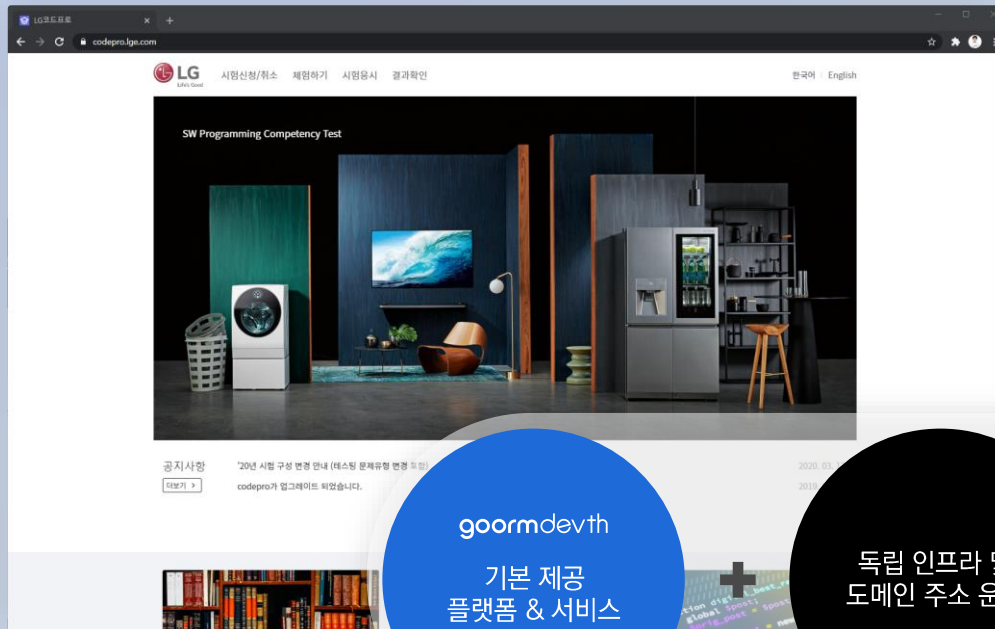 LG코드프로
codepro.lge.com
LG
Life's Good
시험신청/취소 체험하기 시험응시 결과확인
한국어 English
SW Programming Competency Test
공지사항
'20년 시험 구성 변경 안내 (테스팅 문제유형 변경 포함)
2020. 03.
더보기 >
codepro가 업그레이드 되었습니다.
goormdevth
기본 제공
플랫폼 & 서비스
+
독립 인프라 및
도메인 주소
global $post;